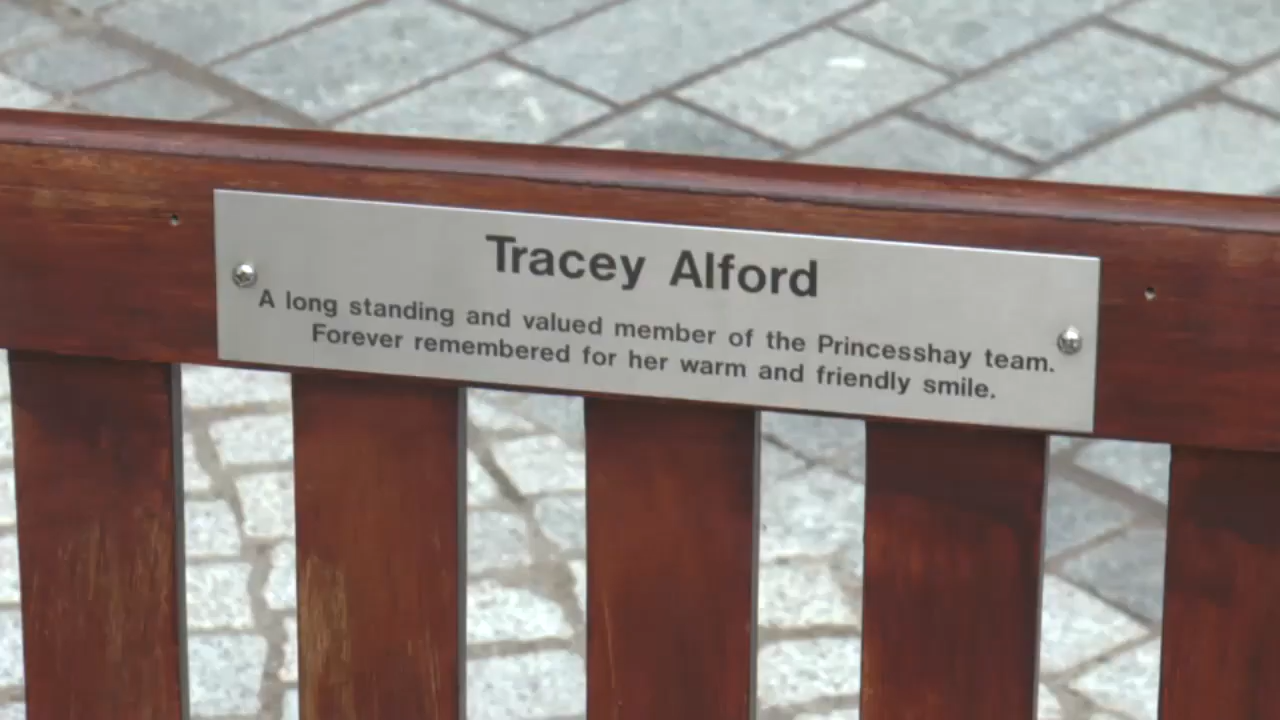 Tracey Alford
A long standing and valued member of the Princesshay team.
Forever remembered for her warm and friendly smile.